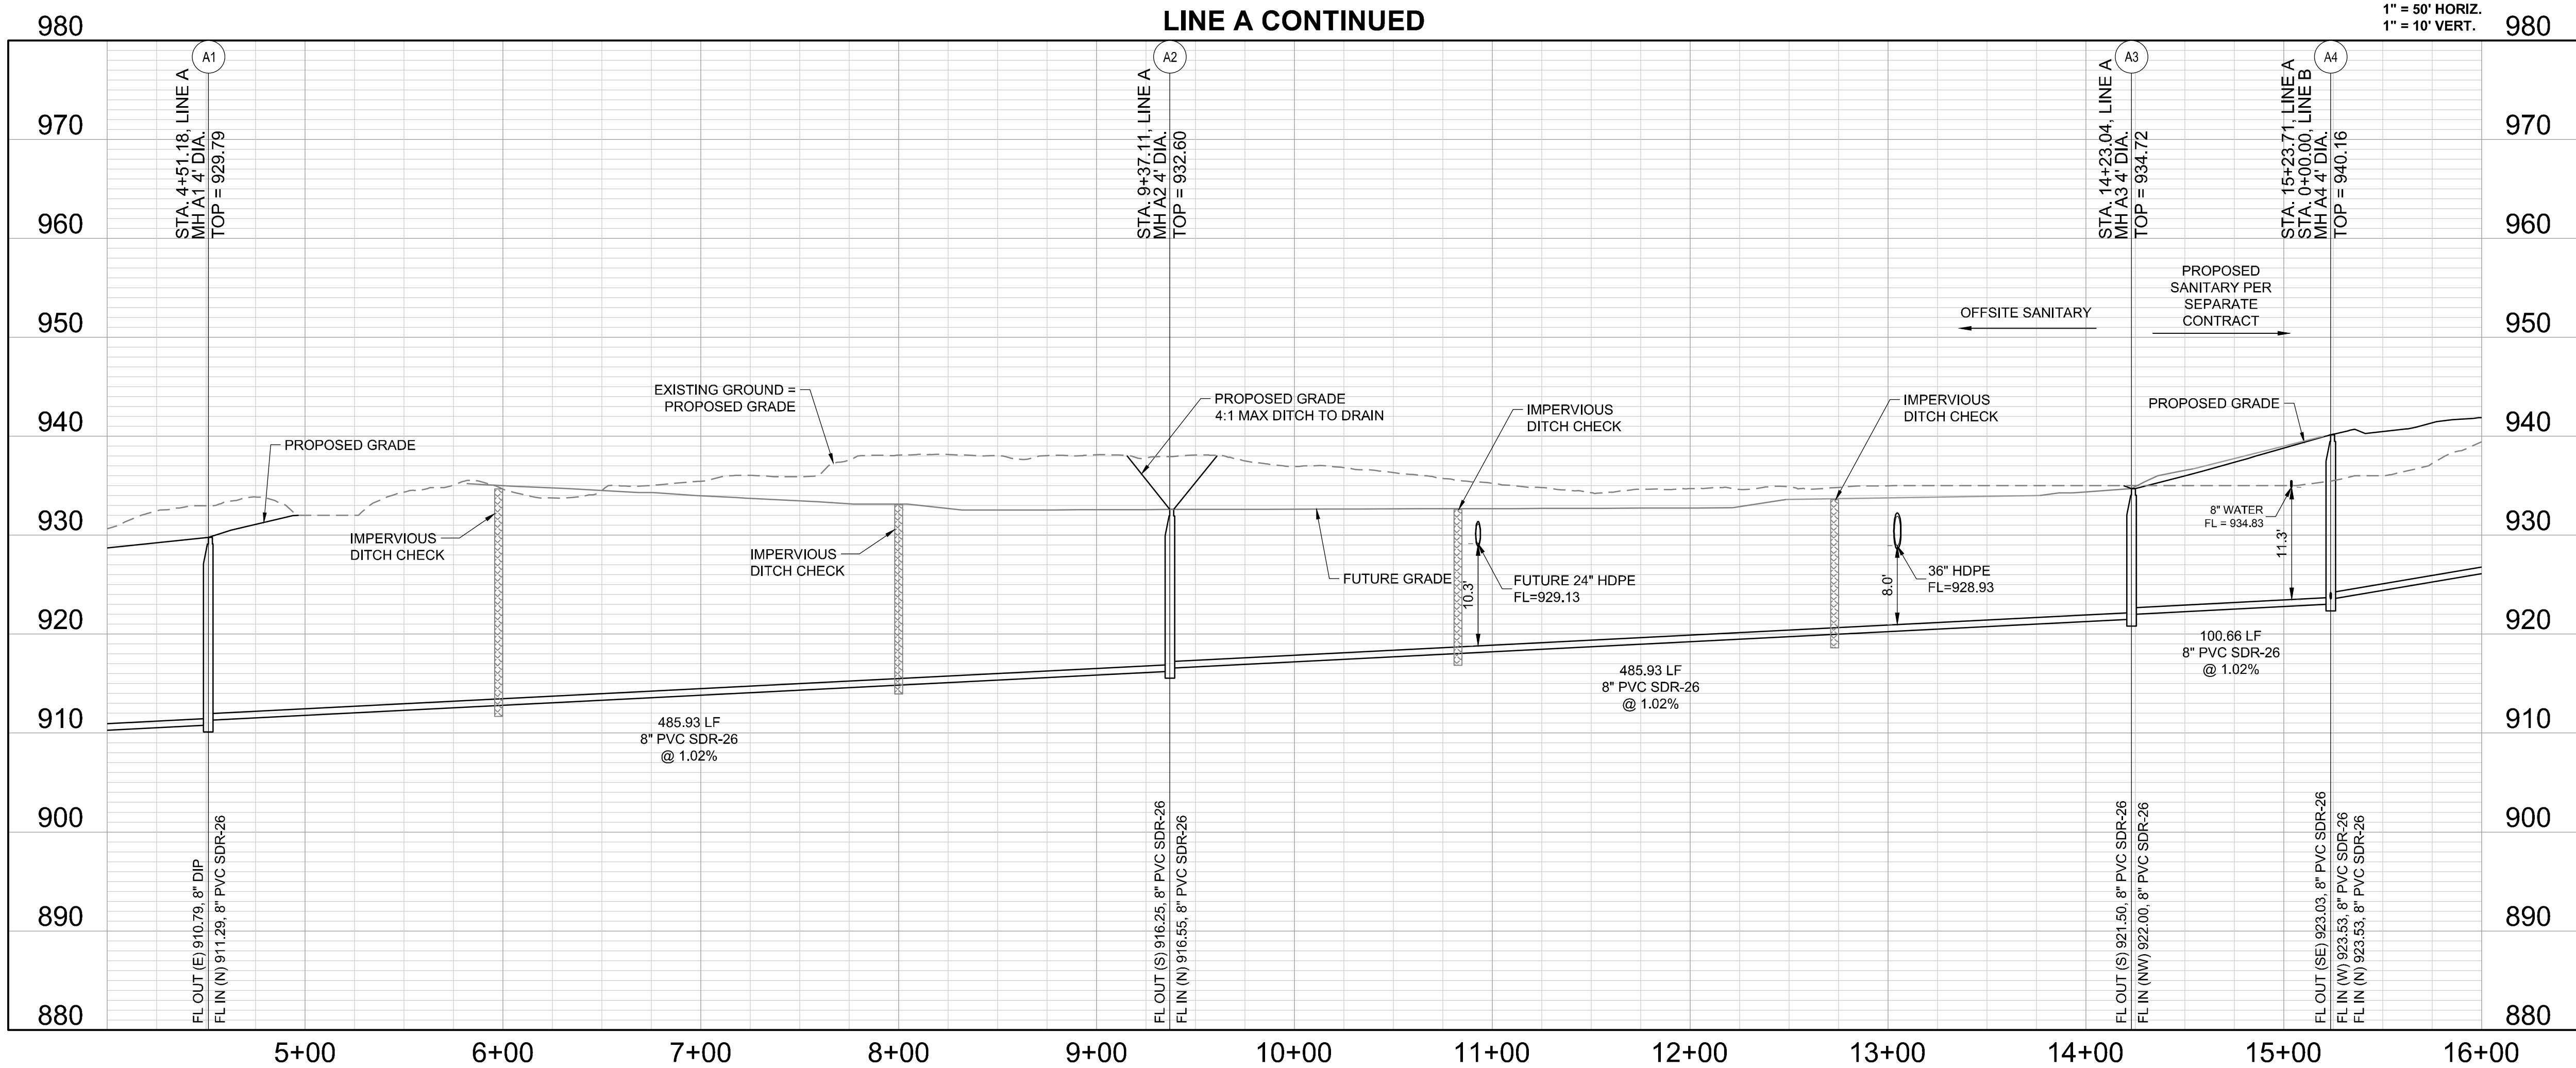 LINE A CONTINUED
1" = 50' HORIZ.
1" = 10' VERT.
980
970
960
950
940
930
920
910
900
890
880
980
970
960
950
940
930
920
910
900
890
880
A1
STA. 4+51.18, LINE A
MH A1 4' DIA.
TOP = 929.79
A2
STA. 9+37.11, LINE A
MH A2 4' DIA.
TOP = 932.60
A3
STA. 14+23.04, LINE A
MH A3 4' DIA.
TOP = 934.72
A4
STA. 15+23.71, LINE A
STA. 0+00.00, LINE B
MH A4 4' DIA.
TOP = 940.16
OFFSITE SANITARY
PROPOSED
SANITARY PER
SEPARATE
CONTRACT
PROPOSED GRADE
EXISTING GROUND =
PROPOSED GRADE
PROPOSED GRADE
4:1 MAX DITCH TO DRAIN
IMPERVIOUS
DITCH CHECK
IMPERVIOUS
DITCH CHECK
PROPOSED GRADE
IMPERVIOUS
DITCH CHECK
IMPERVIOUS
DITCH CHECK
FUTURE GRADE
10.3'
FUTURE 24" HDPE
FL=929.13
8.0'
36" HDPE
FL=928.93
8" WATER
FL = 934.83
11.3'
485.93 LF
8" PVC SDR-26
@ 1.02%
485.93 LF
8" PVC SDR-26
@ 1.02%
100.66 LF
8" PVC SDR-26
@ 1.02%
FL OUT (E) 910.79, 8" DIP
FL IN (N) 911.29, 8" PVC SDR-26
FL OUT (S) 916.25, 8" PVC SDR-26
FL IN (N) 916.55, 8" PVC SDR-26
FL OUT (S) 921.50, 8" PVC SDR-26
FL IN (NW) 922.00, 8" PVC SDR-26
FL OUT (SE) 923.03, 8" PVC SDR-26
FL IN (W) 923.53, 8" PVC SDR-26
FL IN (N) 923.53, 8" PVC SDR-26
5+00
6+00
7+00
8+00
9+00
10+00
11+00
12+00
13+00
14+00
15+00
16+00